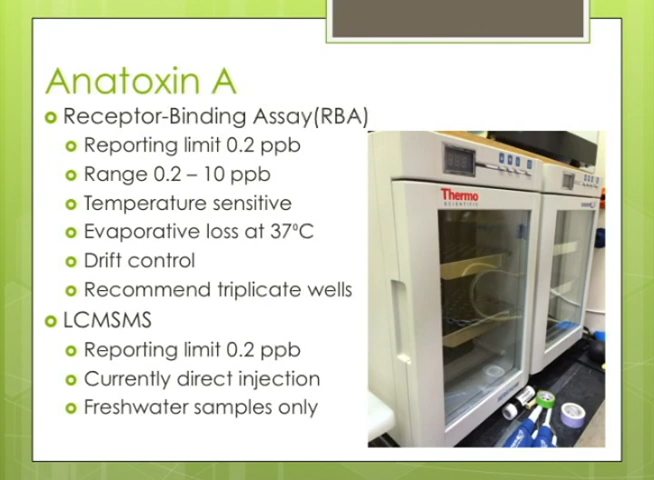 Anatoxin A
Receptor-Binding Assay(RBA)
Reporting limit 0.2 ppb
Range 0.2 – 10 ppb
Temperature sensitive
Evaporative loss at 37⁰C
Drift control
Recommend triplicate wells
LCMSMS
Reporting limit 0.2 ppb
Currently direct injection
Freshwater samples only
Thermo
SCIENTIFIC